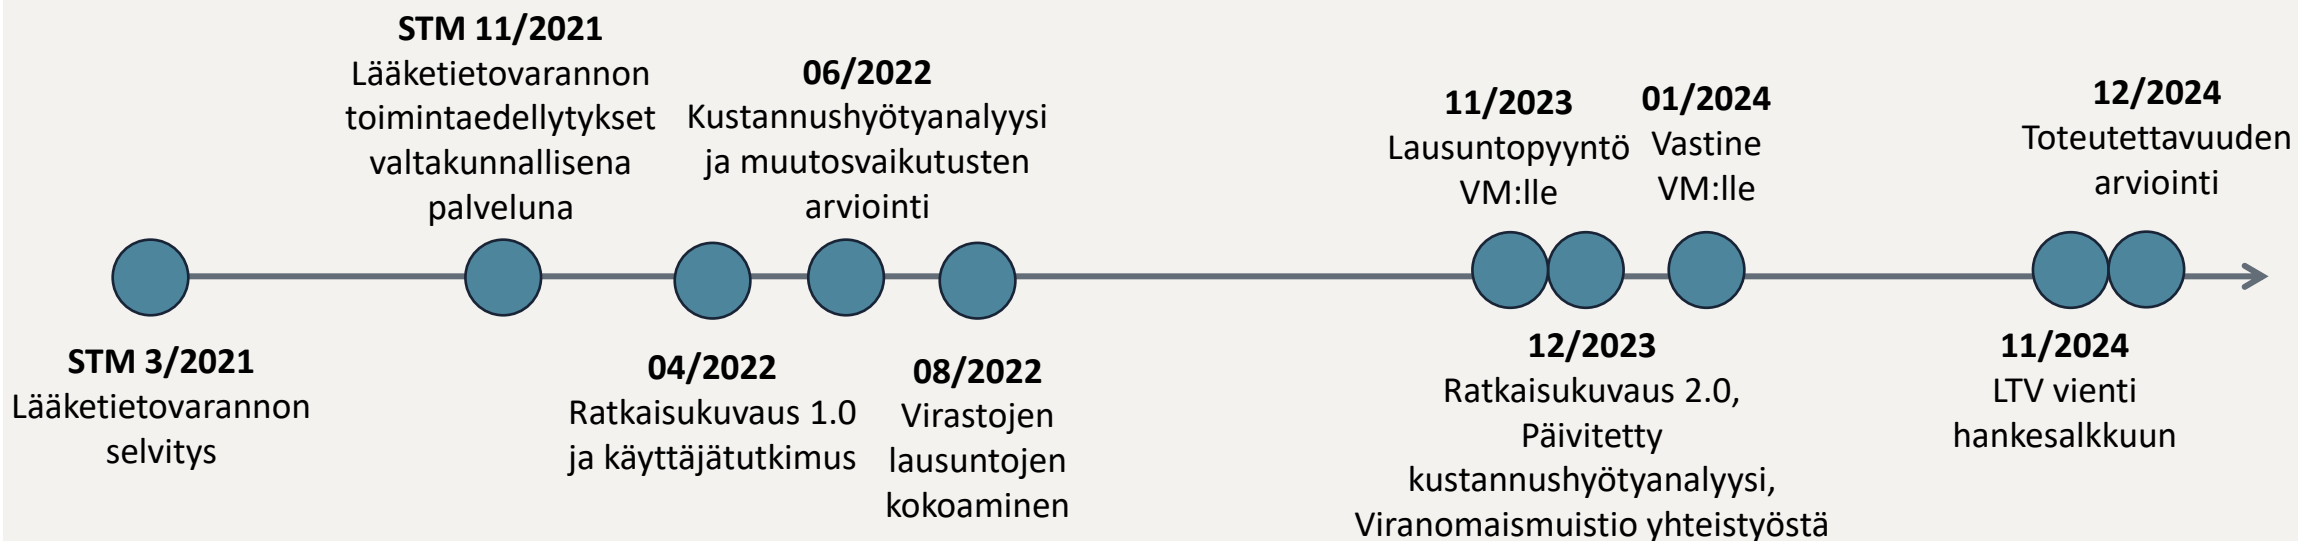 STM 3/2021
Lääketietovarannon
selvitys
STM 11/2021
Lääketietovarannon
toimintaedellytykset
valtakunnallisena
palveluna
04/2022
Ratkaisukuvaus 1.0
ja käyttäjätutkimus
06/2022
Kustannushyötyanalyysi
ja muutosvaikutusten
arviointi
08/2022
Virastojen
lausuntojen
kokoaminen
11/2023
Lausuntopyyntö
VM:lle
12/2023
Ratkaisukuvaus 2.0,
Päivitetty
kustannushyötyanalyysi,
Viranomaismuistio yhteistyöstä
01/2024
Vastine
VM:lle
11/2024
LTV vienti
hankesalkkuun
12/2024
Toteutettavuuden
arviointi